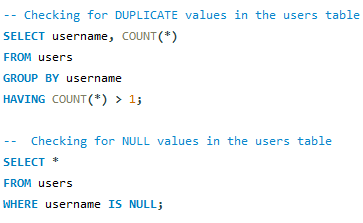 -- Checking for DUPLICATE values in the users table
SELECT username, COUNT(*)
FROM users
GROUP BY username
HAVING COUNT(*) > 1;
--  Checking for NULL values in the users table
SELECT *
FROM users
WHERE username IS NULL;